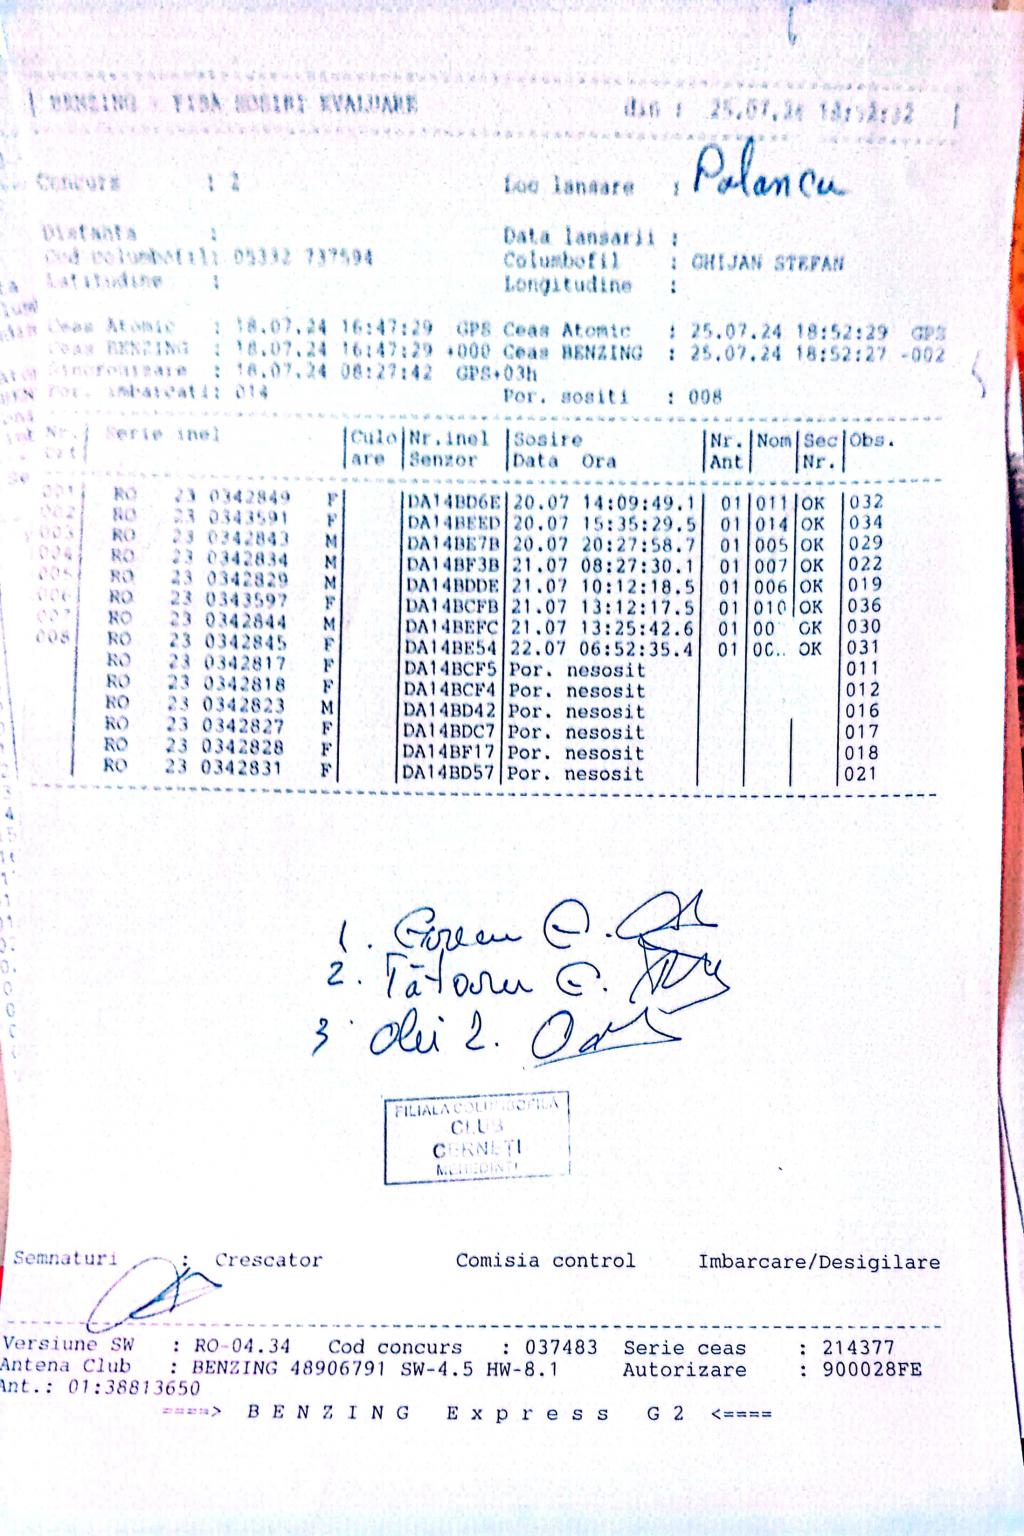 BENZING - FISA SOSIRI EVALUARE din : 25.07.24 18:52:32
Concurs : 2 Loc lansare : Palancu
Distanta : Data lansarii :
Cod columbofil: 05332 737594 Columbofil : GHIJAN STEFAN
Latitudine : Longitudine :
Ceas Atomic : 18.07.24 16:47:29 GPS Ceas Atomic : 25.07.24 18:52:29 GPS
Ceas BENZING : 18.07.24 16:47:29 +000 Ceas BENZING : 25.07.24 18:52:27 -002
Sincronizare : 18.07.24 08:27:42 GPS+03h
Por. imbarcati: 014 Por. sositi : 008
Nr. Serie inel Culo Nr.inel Sosire Nr. Nom Sec Obs.
Crt are Senzor Data Ora Ant Nr.
001 RO 23 0342849 F DA14BD6E 20.07 14:09:49.1 01 011 OK 032
002 RO 23 0343591 F DA14BEED 20.07 15:35:29.5 01 014 OK 034
003 RO 23 0342843 M DA14BE7B 20.07 20:27:58.7 01 005 OK 029
004 RO 23 0342834 M DA14BF3B 21.07 08:27:30.1 01 007 OK 022
005 RO 23 0342829 M DA14BDDE 21.07 10:12:18.5 01 006 OK 019
006 RO 23 0343597 F DA14BCFB 21.07 13:12:17.5 01 010 OK 036
007 RO 23 0342844 M DA14BEFC 21.07 13:25:42.6 01 OK 030
008 RO 23 0342845 F DA14BE54 22.07 06:52:35.4 01 OK 031
RO 23 0342817 F DA14BCF5 Por. nesosit 011
RO 23 0342818 F DA14BCF4 Por. nesosit 012
RO 23 0342823 M DA14BD42 Por. nesosit 016
RO 23 0342827 F DA14BDC7 Por. nesosit 017
RO 23 0342828 F DA14BF17 Por. nesosit 018
RO 23 0342831 F DA14BD57 Por. nesosit 021
1.
2. Tătaru G.
3
FILIALA COLUMBOFILA
CLUB
CERNEȚI
MEHEDINTI
Semnaturi : Crescator Comisia control Imbarcare/Desigilare
Versiune SW : RO-04.34 Cod concurs : 037483 Serie ceas : 214377
Antena Club : BENZING 48906791 SW-4.5 HW-8.1 Autorizare : 900028FE
Ant.: 01:38813650
====> B E N Z I N G E x p r e s s G 2 <====